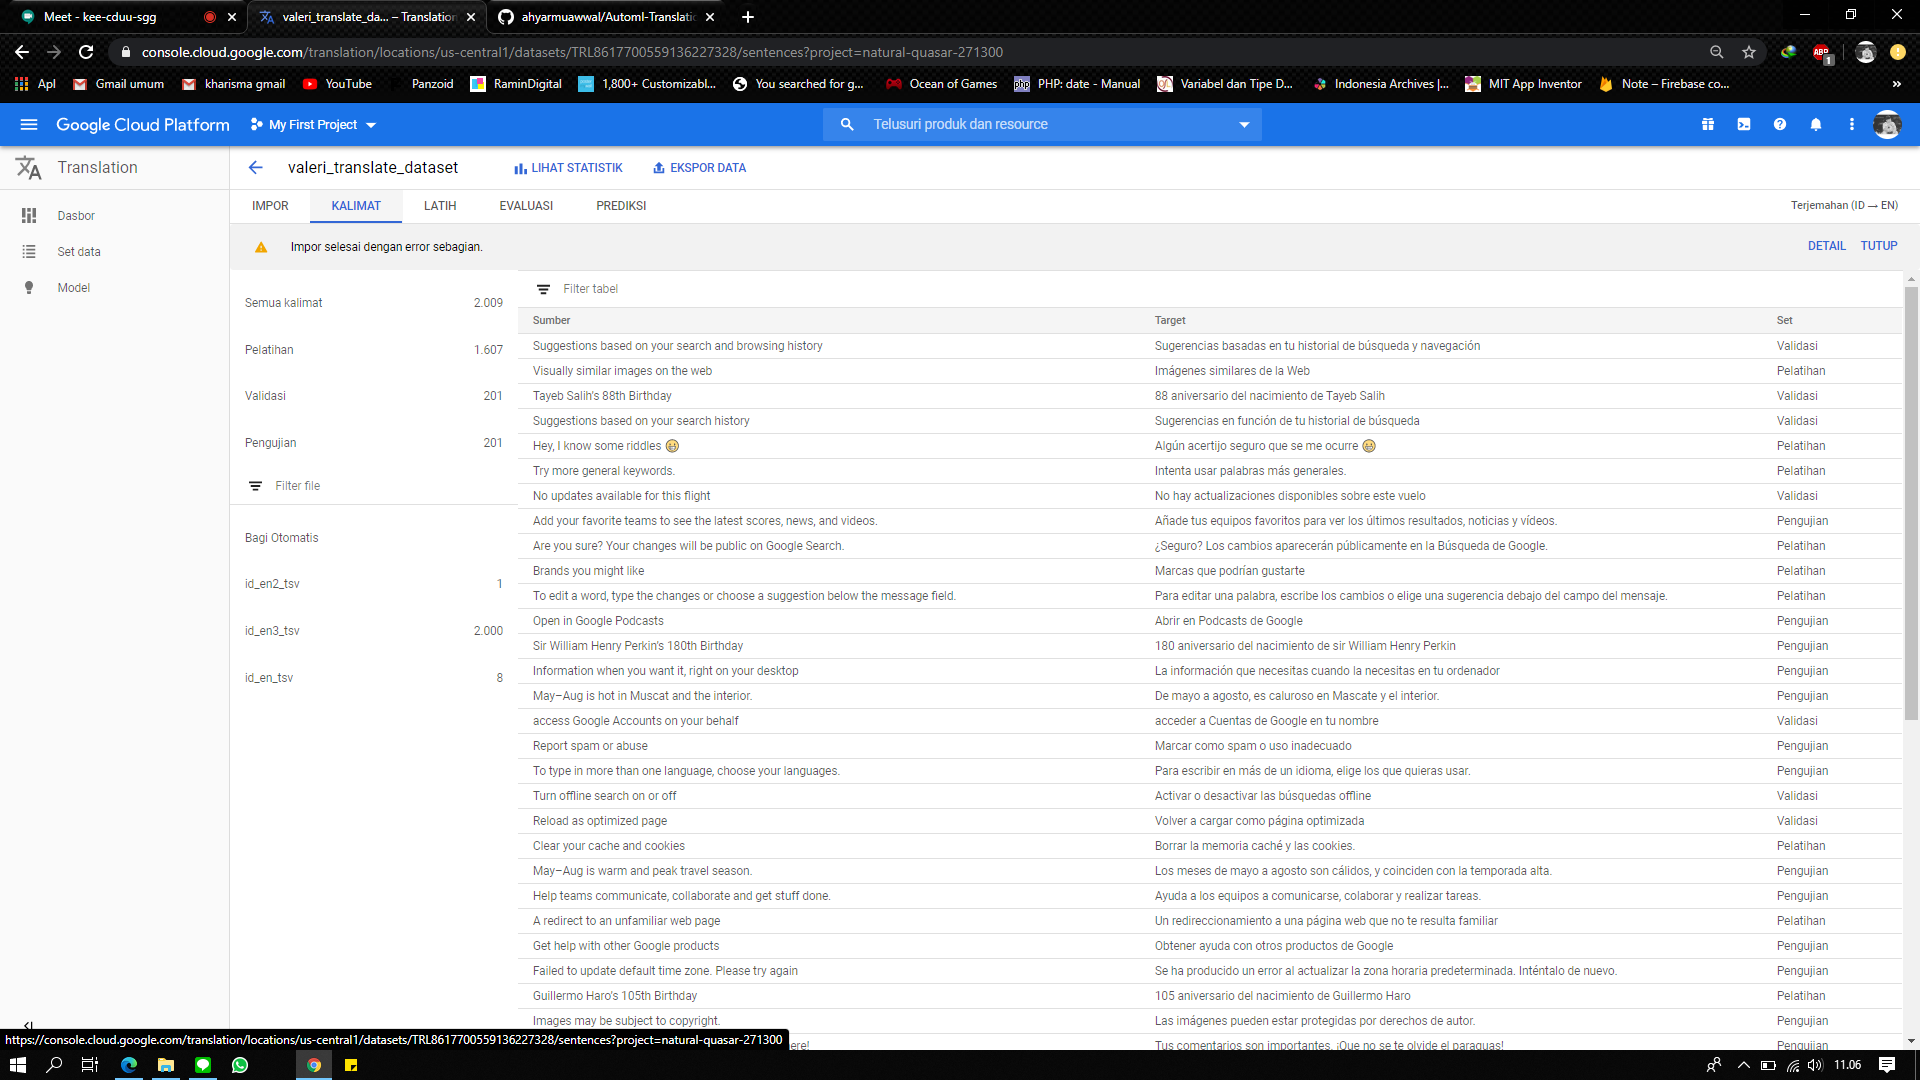 Meet - kee-cduu-sgg
valeri_translate_da... – Translation
ahyarmuawwal/Automl-Translatio
console.cloud.google.com/translation/locations/us-central1/datasets/TRL8617700559136227328/sentences?project=natural-quasar-271300
Apl
Gmail umum
kharisma gmail
YouTube
Panzoid
RaminDigital
1,800+ Customizabl...
You searched for g...
Ocean of Games
PHP: date - Manual
Variabel dan Tipe D...
Indonesia Archives |...
MIT App Inventor
Note – Firebase co...
Google Cloud Platform
My First Project
Telusuri produk dan resource
Translation
valeri_translate_dataset
LIHAT STATISTIK
EKSPOR DATA
Dasbor
Set data
Model
IMPOR
KALIMAT
LATIH
EVALUASI
PREDIKSI
Terjemahan (ID → EN)
Impor selesai dengan error sebagian.
DETAIL
TUTUP
Semua kalimat 2.009
Pelatihan 1.607
Validasi 201
Pengujian 201
Filter file
Bagi Otomatis
id_en2_tsv 1
id_en3_tsv 2.000
id_en_tsv 8
Filter tabel
Sumber Target Set
Suggestions based on your search and browsing history Sugerencias basadas en tu historial de búsqueda y navegación Validasi
Visually similar images on the web Imágenes similares de la Web Pelatihan
Tayeb Salih's 88th Birthday 88 aniversario del nacimiento de Tayeb Salih Validasi
Suggestions based on your search history Sugerencias en función de tu historial de búsqueda Validasi
Hey, I know some riddles 😄 Algún acertijo seguro que se me ocurre 😄 Pelatihan
Try more general keywords. Intenta usar palabras más generales. Pelatihan
No updates available for this flight No hay actualizaciones disponibles sobre este vuelo Validasi
Add your favorite teams to see the latest scores, news, and videos. Añade tus equipos favoritos para ver los últimos resultados, noticias y vídeos. Pengujian
Are you sure? Your changes will be public on Google Search. ¿Seguro? Los cambios aparecerán públicamente en la Búsqueda de Google. Pelatihan
Brands you might like Marcas que podrían gustarte Pelatihan
To edit a word, type the changes or choose a suggestion below the message field. Para editar una palabra, escribe los cambios o elige una sugerencia debajo del campo del mensaje. Pelatihan
Open in Google Podcasts Abrir en Podcasts de Google Pengujian
Sir William Henry Perkin's 180th Birthday 180 aniversario del nacimiento de sir William Henry Perkin Pengujian
Information when you want it, right on your desktop La información que necesitas cuando la necesitas en tu ordenador Pengujian
May–Aug is hot in Muscat and the interior. De mayo a agosto, es caluroso en Mascate y el interior. Pengujian
access Google Accounts on your behalf acceder a Cuentas de Google en tu nombre Validasi
Report spam or abuse Marcar como spam o uso inadecuado Pengujian
To type in more than one language, choose your languages. Para escribir en más de un idioma, elige los que quieras usar. Pengujian
Turn offline search on or off Activar o desactivar las búsquedas offline Validasi
Reload as optimized page Volver a cargar como página optimizada Validasi
Clear your cache and cookies Borrar la memoria caché y las cookies. Pelatihan
May–Aug is warm and peak travel season. Los meses de mayo a agosto son cálidos, y coinciden con la temporada alta. Pengujian
Help teams communicate, collaborate and get stuff done. Ayuda a los equipos a comunicarse, colaborar y realizar tareas. Pengujian
A redirect to an unfamiliar web page Un redireccionamiento a una página web que no te resulta familiar Pelatihan
Get help with other Google products Obtener ayuda con otros productos de Google Pengujian
Failed to update default time zone. Please try again Se ha producido un error al actualizar la zona horaria predeterminada. Inténtalo de nuevo. Pengujian
Guillermo Haro's 105th Birthday 105 aniversario del nacimiento de Guillermo Haro Pelatihan
Images may be subject to copyright. Las imágenes pueden estar protegidas por derechos de autor. Pengujian
Tus comentarios son importantes. ¡Que no se te olvide el paraguas! Pengujian
https://console.cloud.google.com/translation/locations/us-central1/datasets/TRL8617700559136227328/sentences?project=natural-quasar-271300
11.06